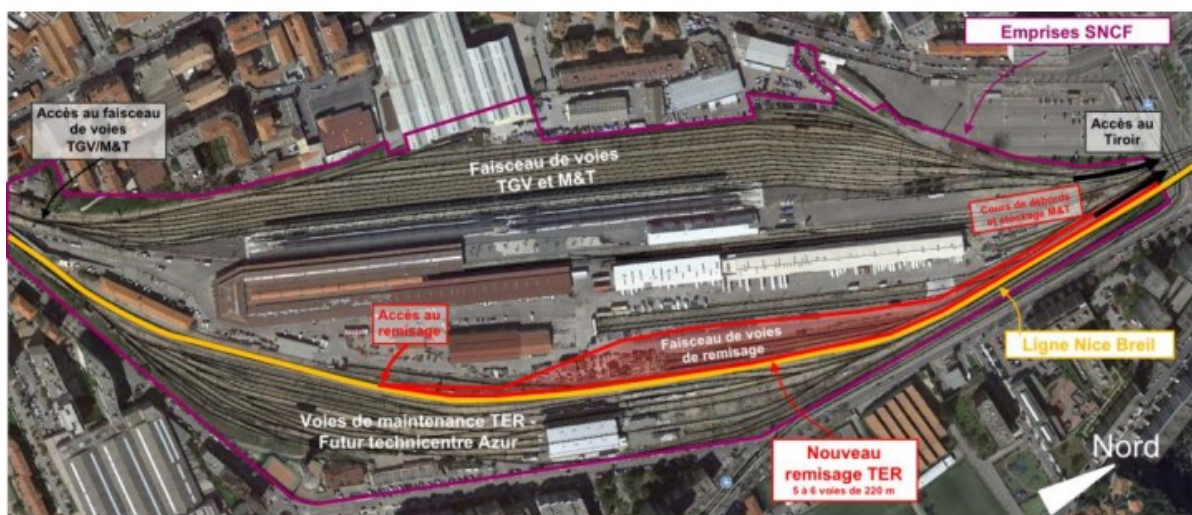 Emprises SNCF
Accès au faisceau
de voies
TGV/M&T
Accès au
Tiroir
Faisceau de voies
TGV et M&T
Cours de débords
et stockage M&T
Accès au
remisage
Faisceau de voies
de remisage
Ligne Nice Breil
Voies de maintenance TER -
Futur technicentre Azur
Nouveau
remisage TER
5 à 6 voies de 220 m
Nord